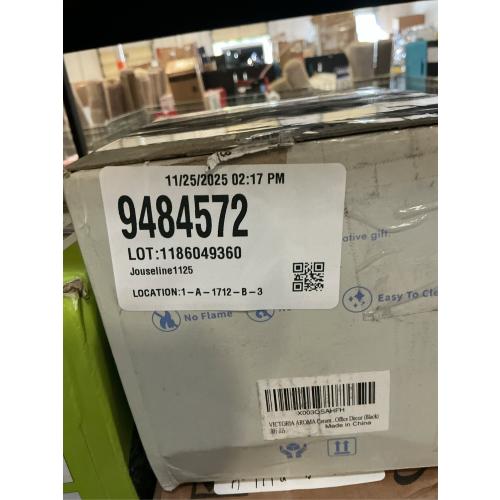 11/25/2025 02:17 PM
9484572
LOT:1186049360
Jouseline1125
LOCATION:1-A-1712-B-3
ative gift.
No Flame
Easy To Cle
X003QSAHFH
VICTORIA AROMA Ceram...Office Decor (Black)
Made in China